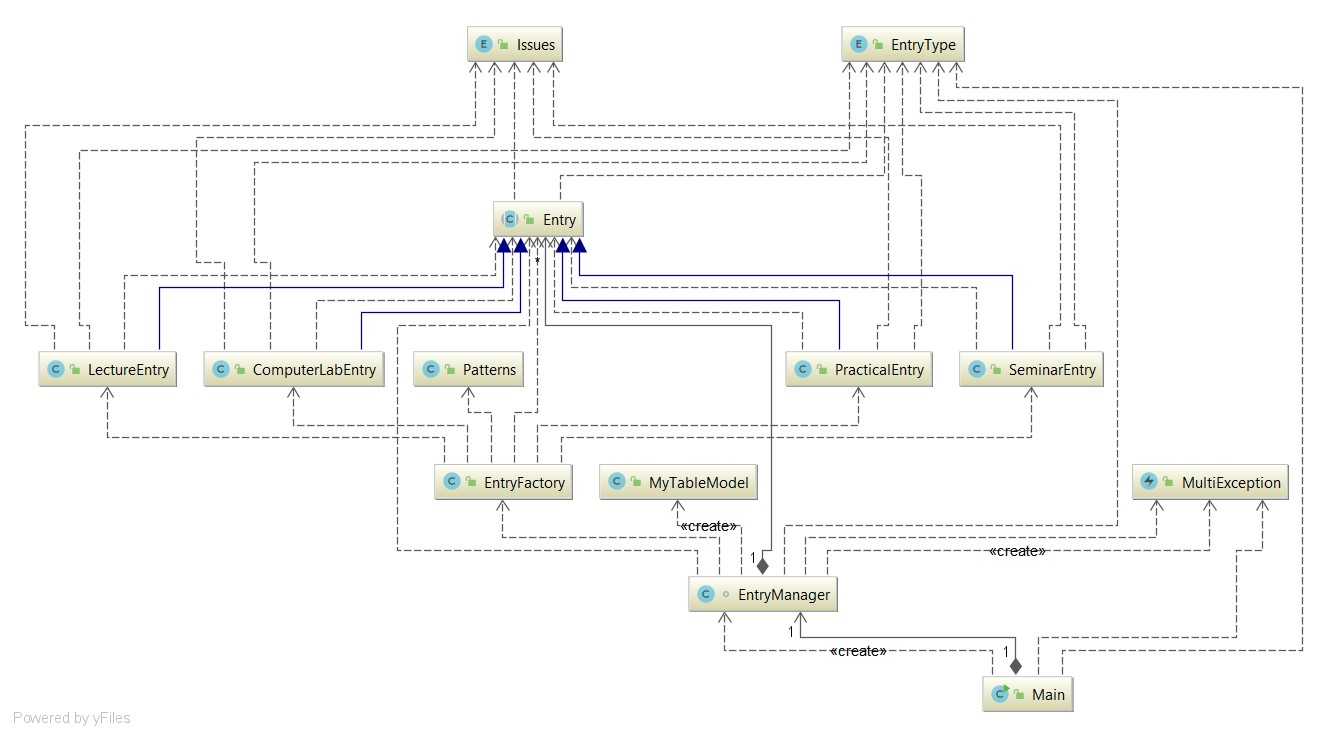 Issues
EntryType
Entry
*
LectureEntry
ComputerLabEntry
Patterns
PracticalEntry
SeminarEntry
EntryFactory
MyTableModel
MultiException
«create»
1
«create»
EntryManager
1
«create»
1
Main
Powered by yFiles